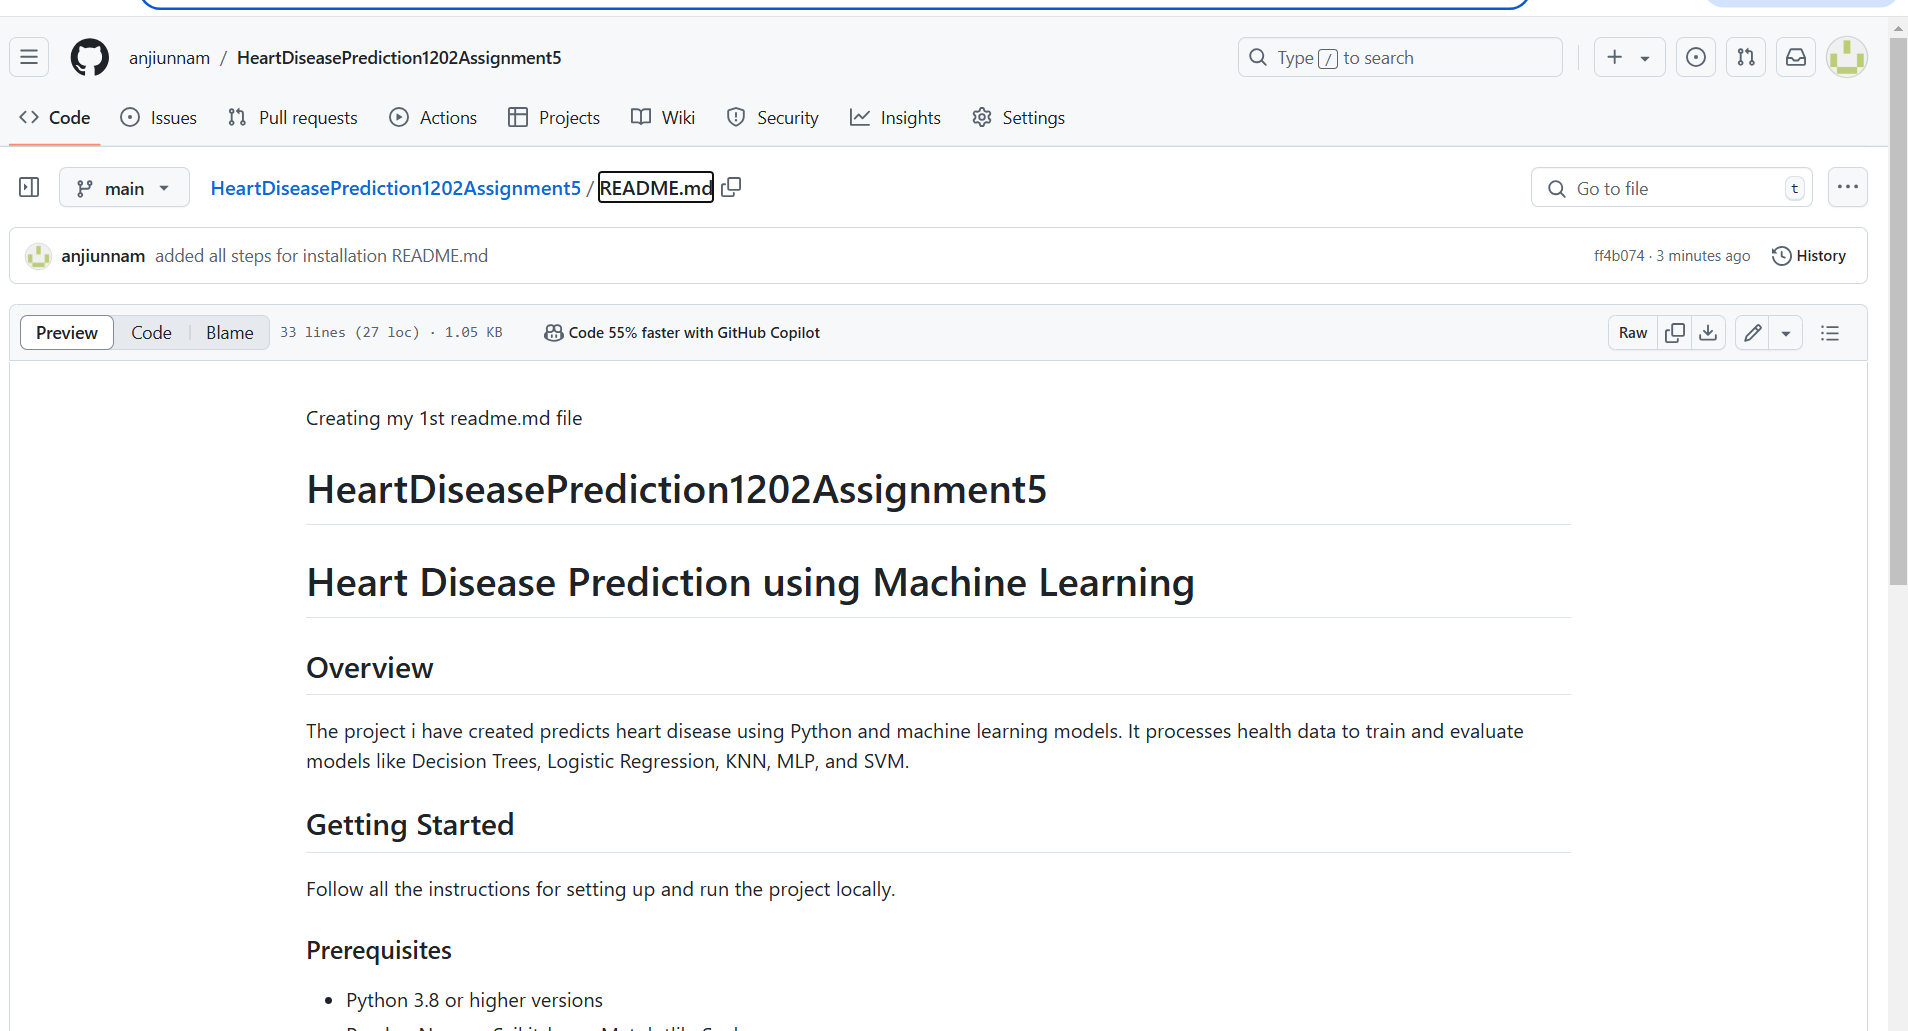 anjiunnam / HeartDiseasePrediction1202Assignment5
Type / to search
Code Issues Pull requests Actions Projects Wiki Security Insights Settings
main HeartDiseasePrediction1202Assignment5 / README.md
Go to file t
anjiunnam added all steps for installation README.md
ff4b074 · 3 minutes ago History
Preview Code Blame 33 lines (27 loc) · 1.05 KB Code 55% faster with GitHub Copilot
Raw
Creating my 1st readme.md file
HeartDiseasePrediction1202Assignment5
Heart Disease Prediction using Machine Learning
Overview
The project i have created predicts heart disease using Python and machine learning models. It processes health data to train and evaluate
models like Decision Trees, Logistic Regression, KNN, MLP, and SVM.
Getting Started
Follow all the instructions for setting up and run the project locally.
Prerequisites
• Python 3.8 or higher versions